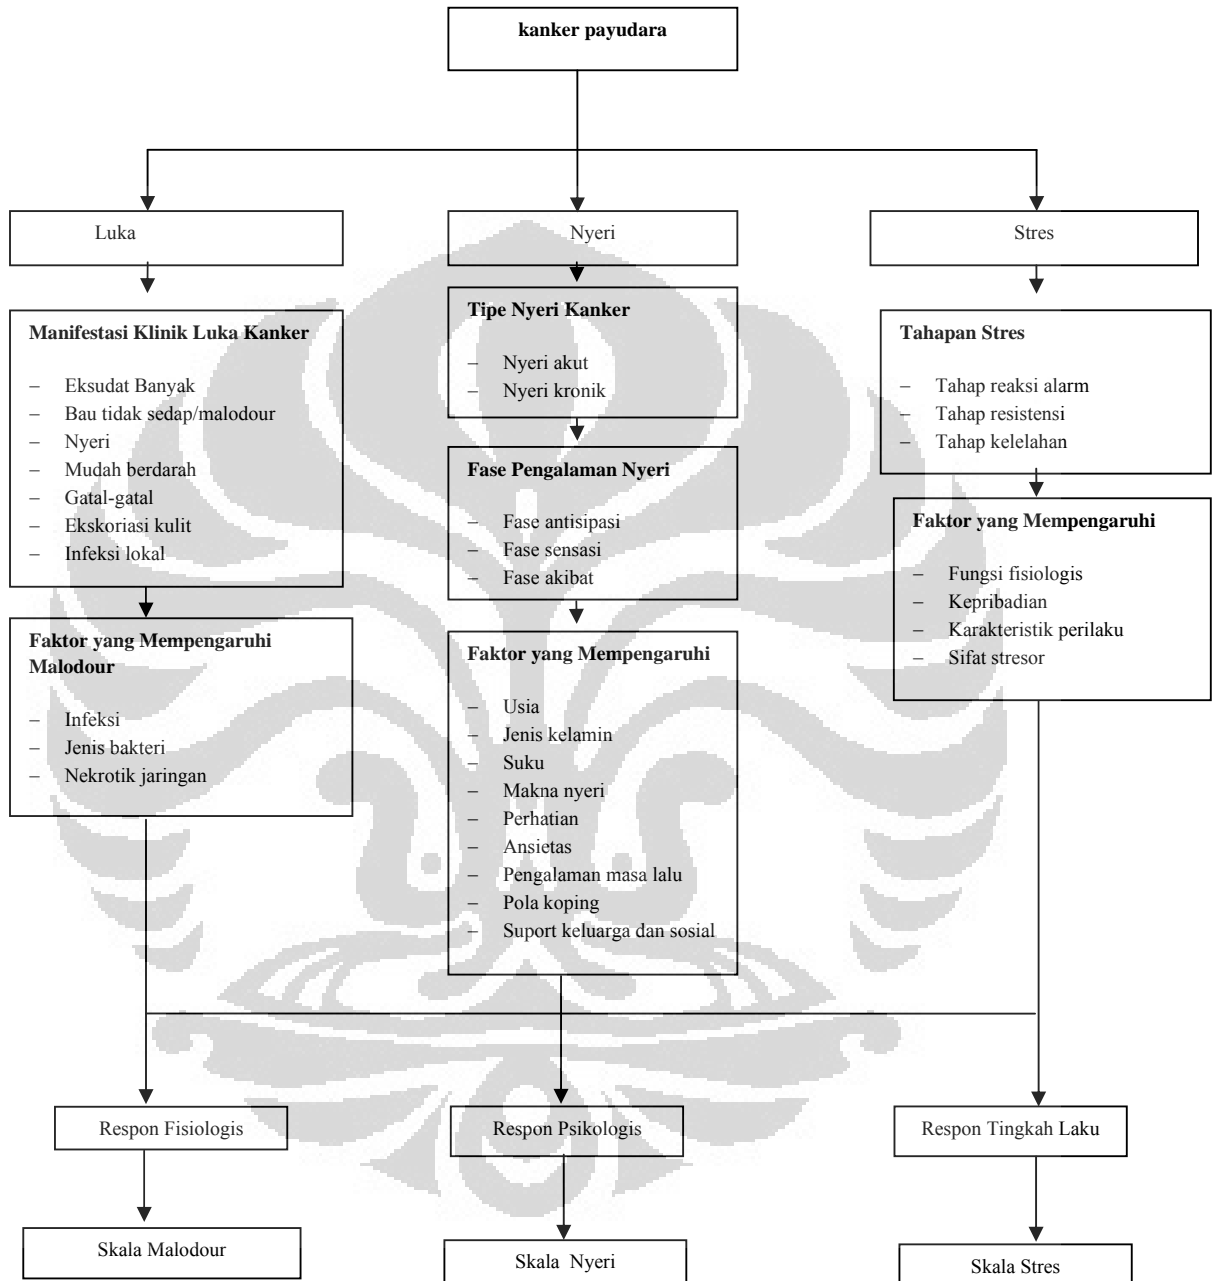 kanker payudara
Luka
Nyeri
Stres
Manifestasi Klinik Luka Kanker
– Eksudat Banyak
– Bau tidak sedap/malodour
– Nyeri
– Mudah berdarah
– Gatal-gatal
– Ekskoriasi kulit
– Infeksi lokal
Faktor yang Mempengaruhi
Malodour
– Infeksi
– Jenis bakteri
– Nekrotik jaringan
Tipe Nyeri Kanker
– Nyeri akut
– Nyeri kronik
Fase Pengalaman Nyeri
– Fase antisipasi
– Fase sensasi
– Fase akibat
Faktor yang Mempengaruhi
– Usia
– Jenis kelamin
– Suku
– Makna nyeri
– Perhatian
– Ansietas
– Pengalaman masa lalu
– Pola koping
– Suport keluarga dan sosial
Tahapan Stres
– Tahap reaksi alarm
– Tahap resistensi
– Tahap kelelahan
Faktor yang Mempengaruhi
– Fungsi fisiologis
– Kepribadian
– Karakteristik perilaku
– Sifat stresor
Respon Fisiologis
Respon Psikologis
Respon Tingkah Laku
Skala Malodour
Skala Nyeri
Skala Stres